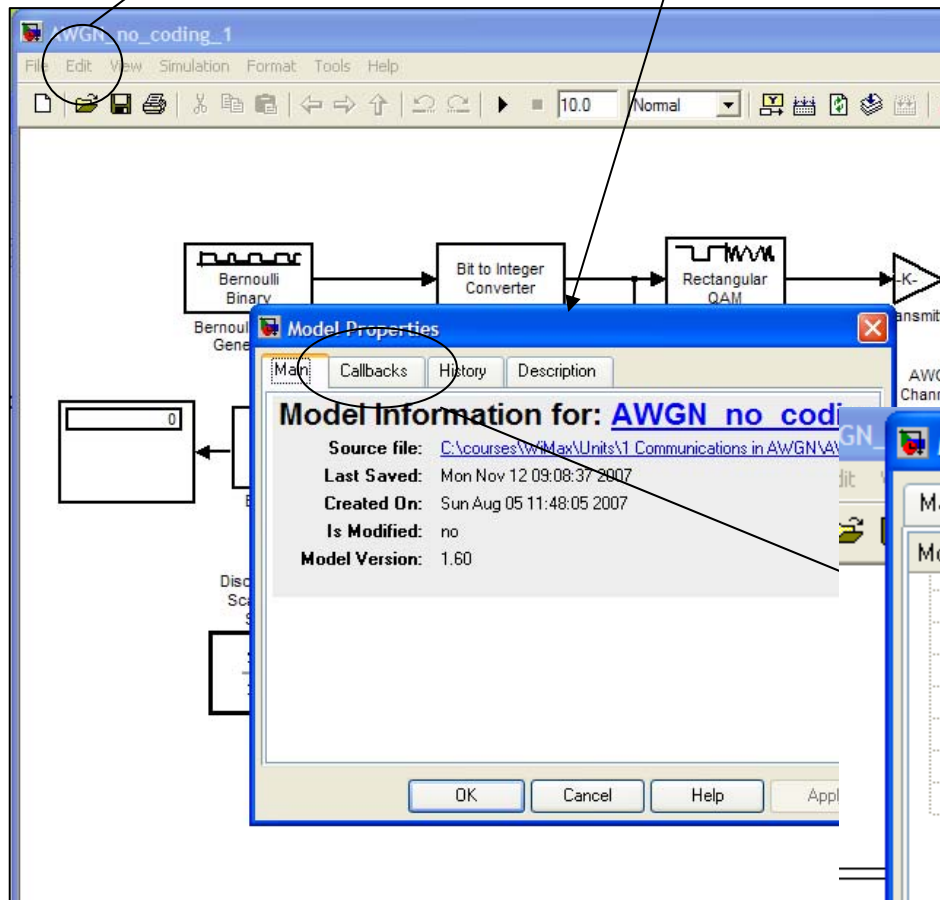 AWGN_no_coding_1
File Edit View Simulation Format Tools Help
10.0 Normal
Bernoulli
Binary
Bit to Integer
Converter
Rectangular
QAM
-K-
Model Properties
Main Callbacks History Description
Model Information for: AWGN_no_codi
Source file: C:\courses\WiMax\Units\1 Communications in AWGN\A
Last Saved: Mon Nov 12 09:08:37 2007
Created On: Sun Aug 05 11:48:05 2007
Is Modified: no
Model Version: 1.60
OK Cancel Help Appl
0